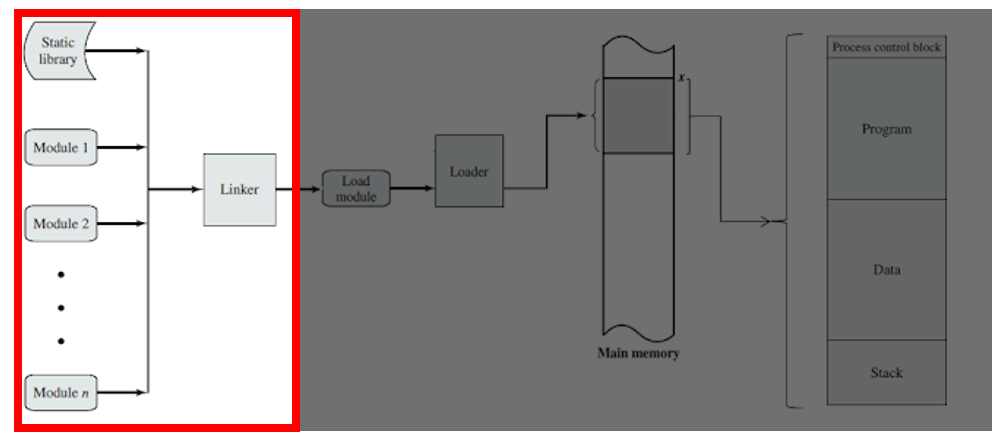 Static
library
Module 1
Module 2
Module n
Linker
Load
module
Loader
x
Main memory
Process control block
Program
Data
Stack